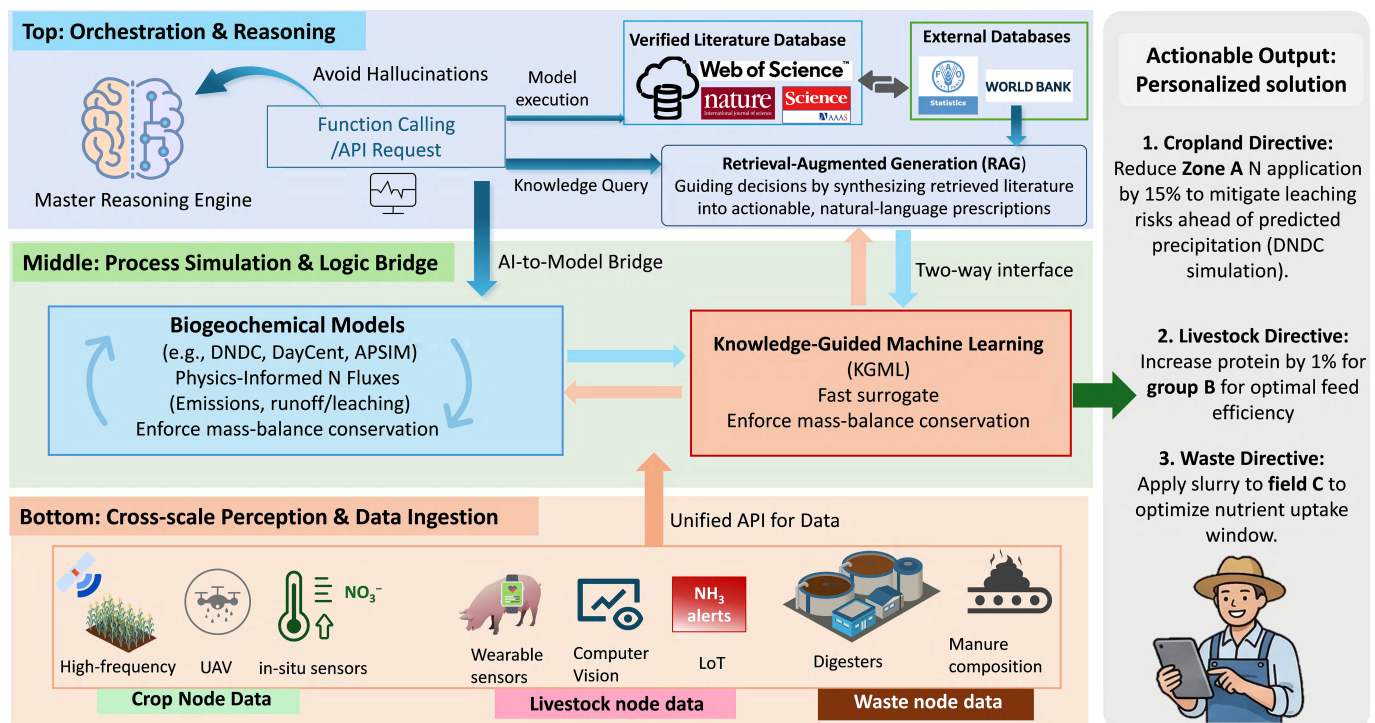 Top: Orchestration & Reasoning
Avoid Hallucinations
Master Reasoning Engine
Function Calling
/API Request
Model
execution
Knowledge Query
Verified Literature Database
Web of Science™
nature
International journal of science
Science
AAAS
External Databases
FAO
Statistics
WORLD BANK
Retrieval-Augmented Generation (RAG)
Guiding decisions by synthesizing retrieved literature
into actionable, natural-language prescriptions
Middle: Process Simulation & Logic Bridge
AI-to-Model Bridge
Two-way interface
Biogeochemical Models
(e.g., DNDC, DayCent, APSIM)
Physics-Informed N Fluxes
(Emissions, runoff/leaching)
Enforce mass-balance conservation
Knowledge-Guided Machine Learning
(KGML)
Fast surrogate
Enforce mass-balance conservation
Bottom: Cross-scale Perception & Data Ingestion
Unified API for Data
High-frequency
UAV
NO₃⁻
in-situ sensors
Crop Node Data
Wearable
sensors
Computer
Vision
NH₃
alerts
LoT
Livestock node data
Digesters
Manure
composition
Waste node data
Actionable Output:
Personalized solution
1. Cropland Directive:
Reduce Zone A N application
by 15% to mitigate leaching
risks ahead of predicted
precipitation (DNDC
simulation).
2. Livestock Directive:
Increase protein by 1% for
group B for optimal feed
efficiency
3. Waste Directive:
Apply slurry to field C to
optimize nutrient uptake
window.